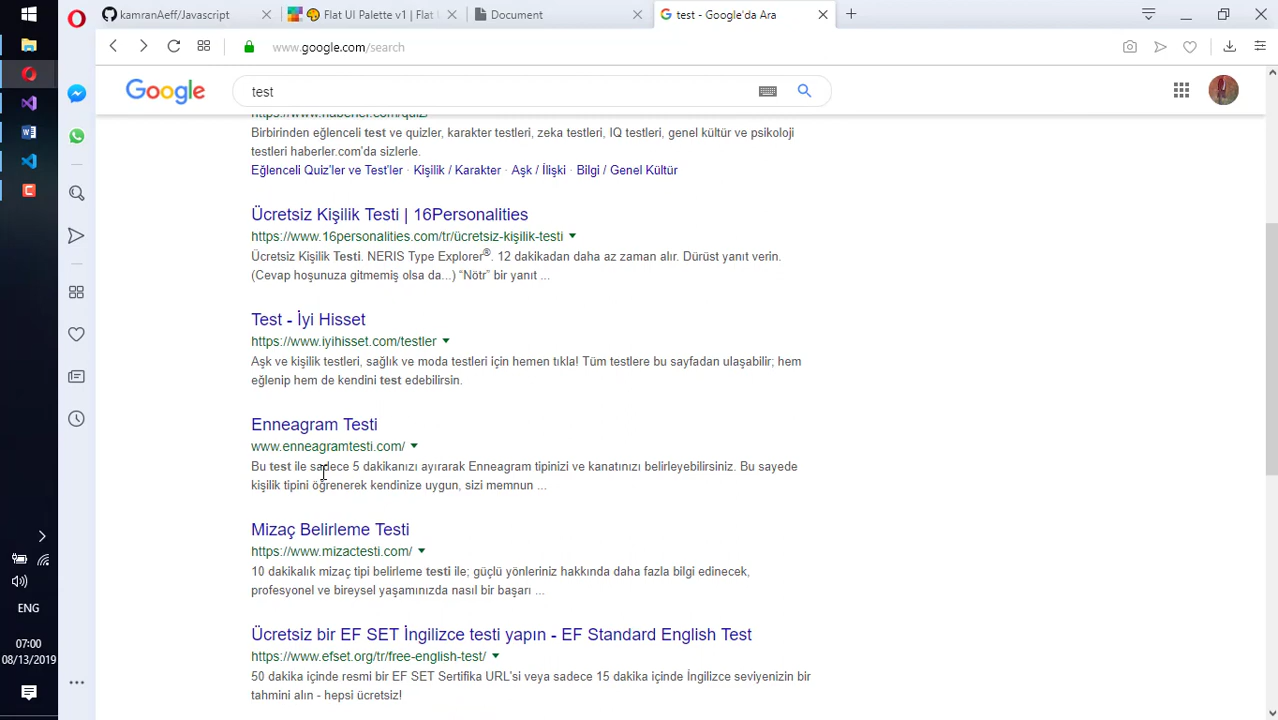 kamranAeff/Javascript
Flat UI Palette v1 | Flat U
Document
test - Google'da Ara
www.google.com/search
Google
test
https://www.haberler.com/quiz/
Birbirinden eğlenceli test ve quizler, karakter testleri, zeka testleri, IQ testleri, genel kültür ve psikoloji
testleri haberler.com'da sizlerle.
Eğlenceli Quiz'ler ve Test'ler · Kişilik / Karakter · Aşk / İlişki · Bilgi / Genel Kültür
Ücretsiz Kişilik Testi | 16Personalities
https://www.16personalities.com/tr/ücretsiz-kişilik-testi
Ücretsiz Kişilik Testi. NERIS Type Explorer®. 12 dakikadan daha az zaman alır. Dürüst yanıt verin.
(Cevap hoşunuza gitmemiş olsa da...) “Nötr” bir yanıt ...
Test - İyi Hisset
https://www.iyihisset.com/testler
Aşk ve kişilik testleri, sağlık ve moda testleri için hemen tıkla! Tüm testlere bu sayfadan ulaşabilir; hem
eğlenip hem de kendini test edebilirsin.
Enneagram Testi
www.enneagramtesti.com/
Bu test ile sadece 5 dakikanızı ayırarak Enneagram tipinizi ve kanatınızı belirleyebilirsiniz. Bu sayede
kişilik tipini öğrenerek kendinize uygun, sizi memnun ...
Mizaç Belirleme Testi
https://www.mizactesti.com/
10 dakikalık mizaç tipi belirleme testi ile; güçlü yönleriniz hakkında daha fazla bilgi edinecek,
profesyonel ve bireysel yaşamınızda nasıl bir başarı ...
Ücretsiz bir EF SET İngilizce testi yapın - EF Standard English Test
https://www.efset.org/tr/free-english-test/
50 dakika içinde resmi bir EF SET Sertifika URL'si veya sadece 15 dakika içinde İngilizce seviyenizin bir
tahmini alın - hepsi ücretsiz!
ENG
07:00
08/13/2019